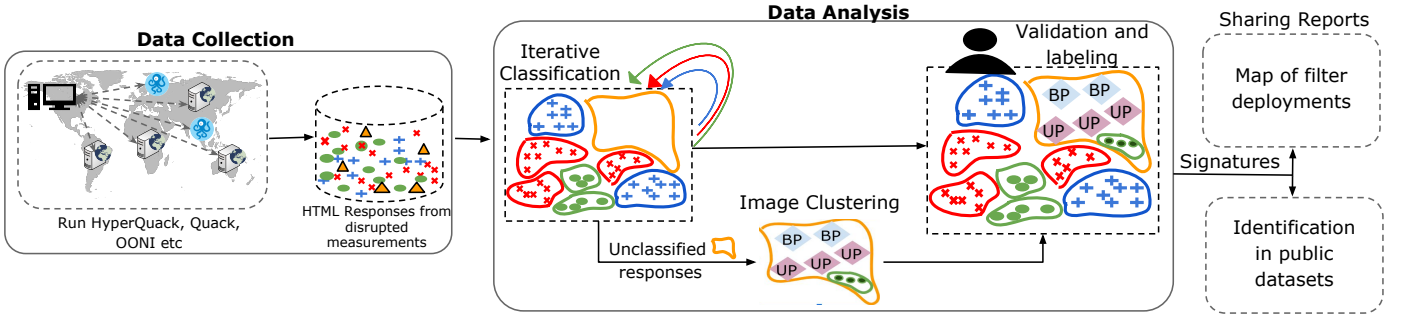 Data Collection
Run HyperQuack, Quack,
OONI etc
HTML Responses from
disrupted
measurements
Data Analysis
Iterative
Classification
Unclassified
responses
Image Clustering
BP BP
UP UP UP
Validation and
labeling
BP BP
UP UP UP
Signatures
Sharing Reports
Map of filter
deployments
Identification
in public
datasets